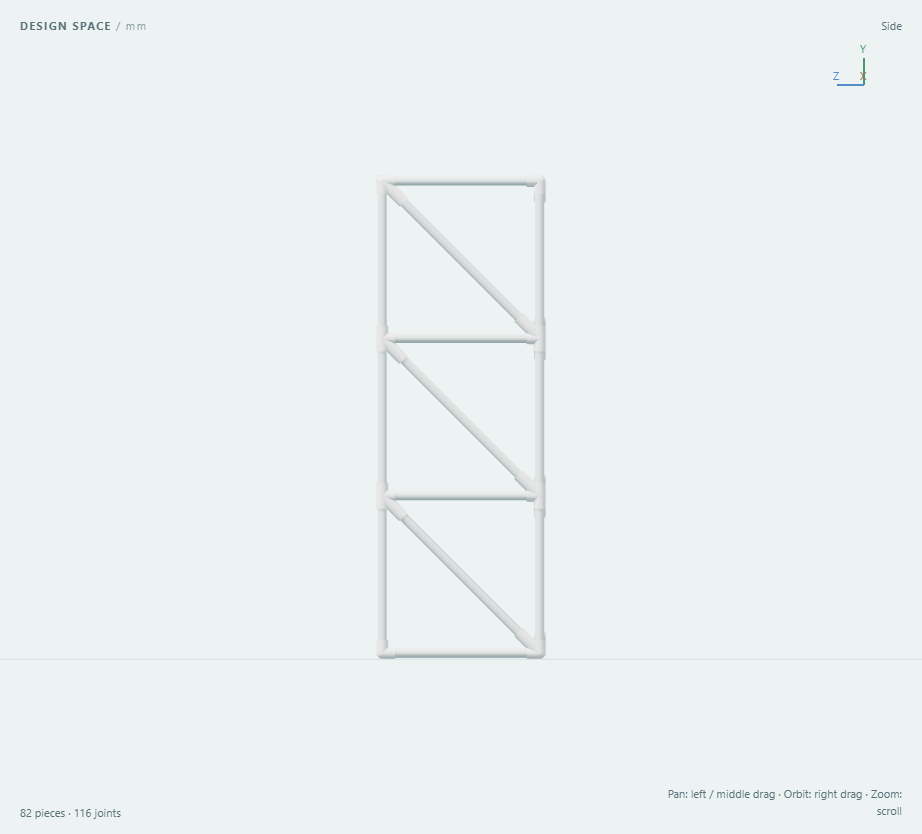 DESIGN SPACE / mm
Side
Y
Z X
82 pieces · 116 joints
Pan: left / middle drag · Orbit: right drag · Zoom:
scroll